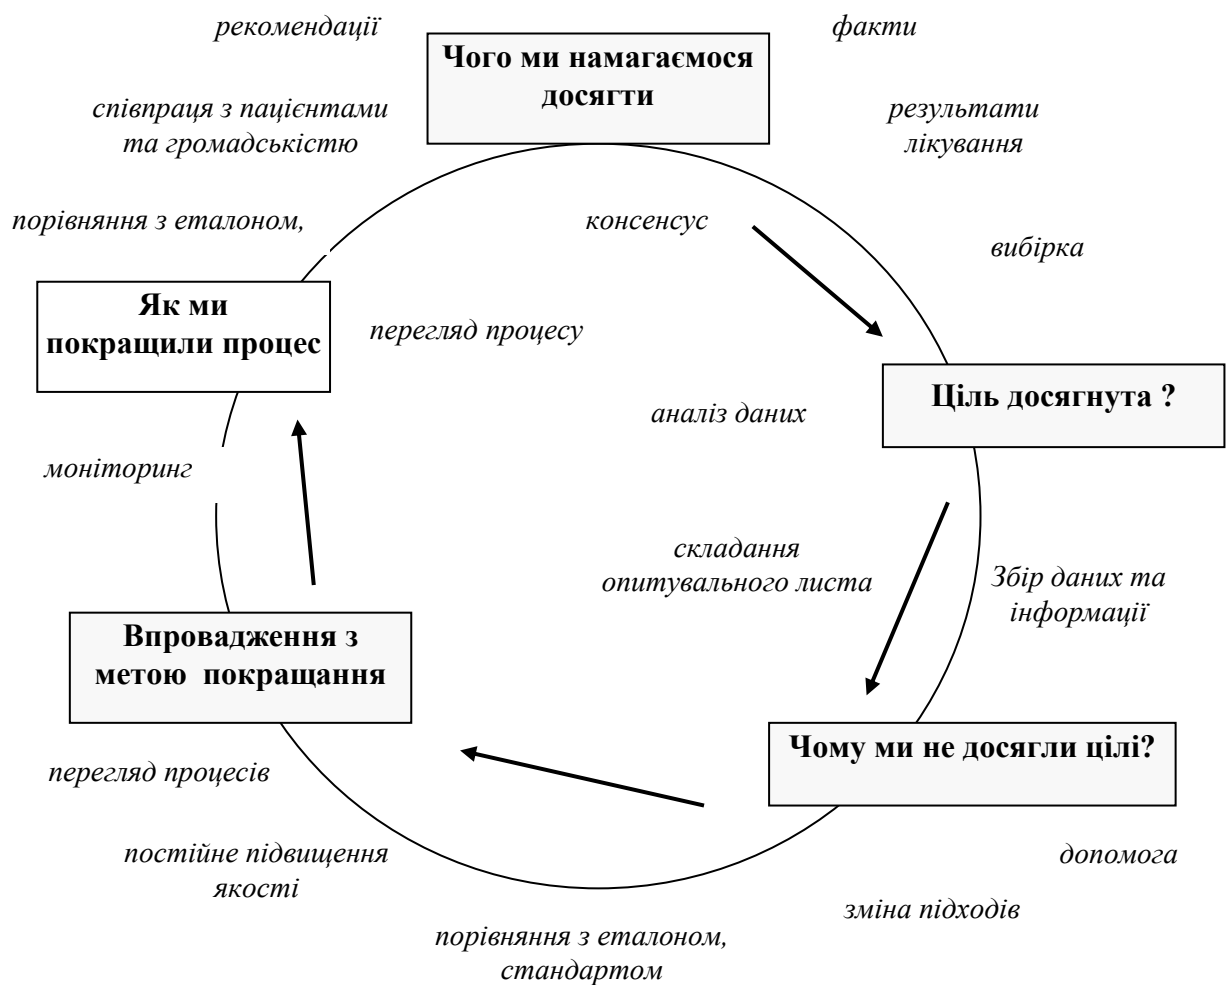 рекомендації
факти
Чого ми намагаємося
досягти
співпраця з пацієнтами
та громадськістю
результати
лікування
порівняння з еталоном,
консенсус
вибірка
Як ми
покращили процес
перегляд процесу
Ціль досягнута ?
аналіз даних
моніторинг
складання
опитувального листа
Збір даних та
інформації
Впровадження з
метою покращання
Чому ми не досягли цілі?
перегляд процесів
постійне підвищення
якості
допомога
зміна підходів
порівняння з еталоном,
стандартом